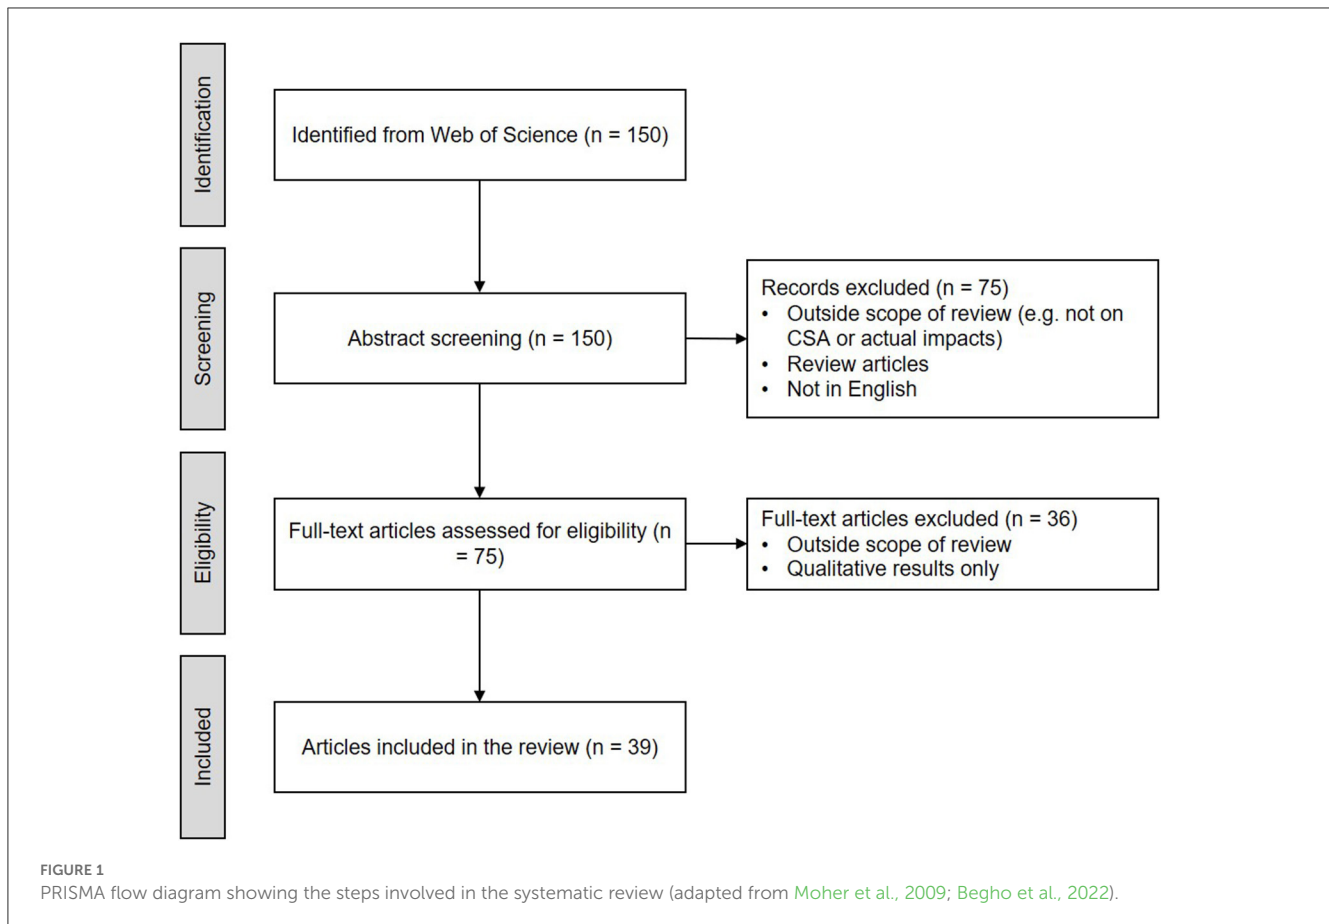 Identification
Identified from Web of Science (n = 150)
Screening
Abstract screening (n = 150)
Records excluded (n = 75)
• Outside scope of review (e.g. not on
CSA or actual impacts)
• Review articles
• Not in English
Eligibility
Full-text articles assessed for eligibility (n
= 75)
Full-text articles excluded (n = 36)
• Outside scope of review
• Qualitative results only
Included
Articles included in the review (n = 39)
FIGURE 1
PRISMA flow diagram showing the steps involved in the systematic review (adapted from Moher et al., 2009; Begho et al., 2022).